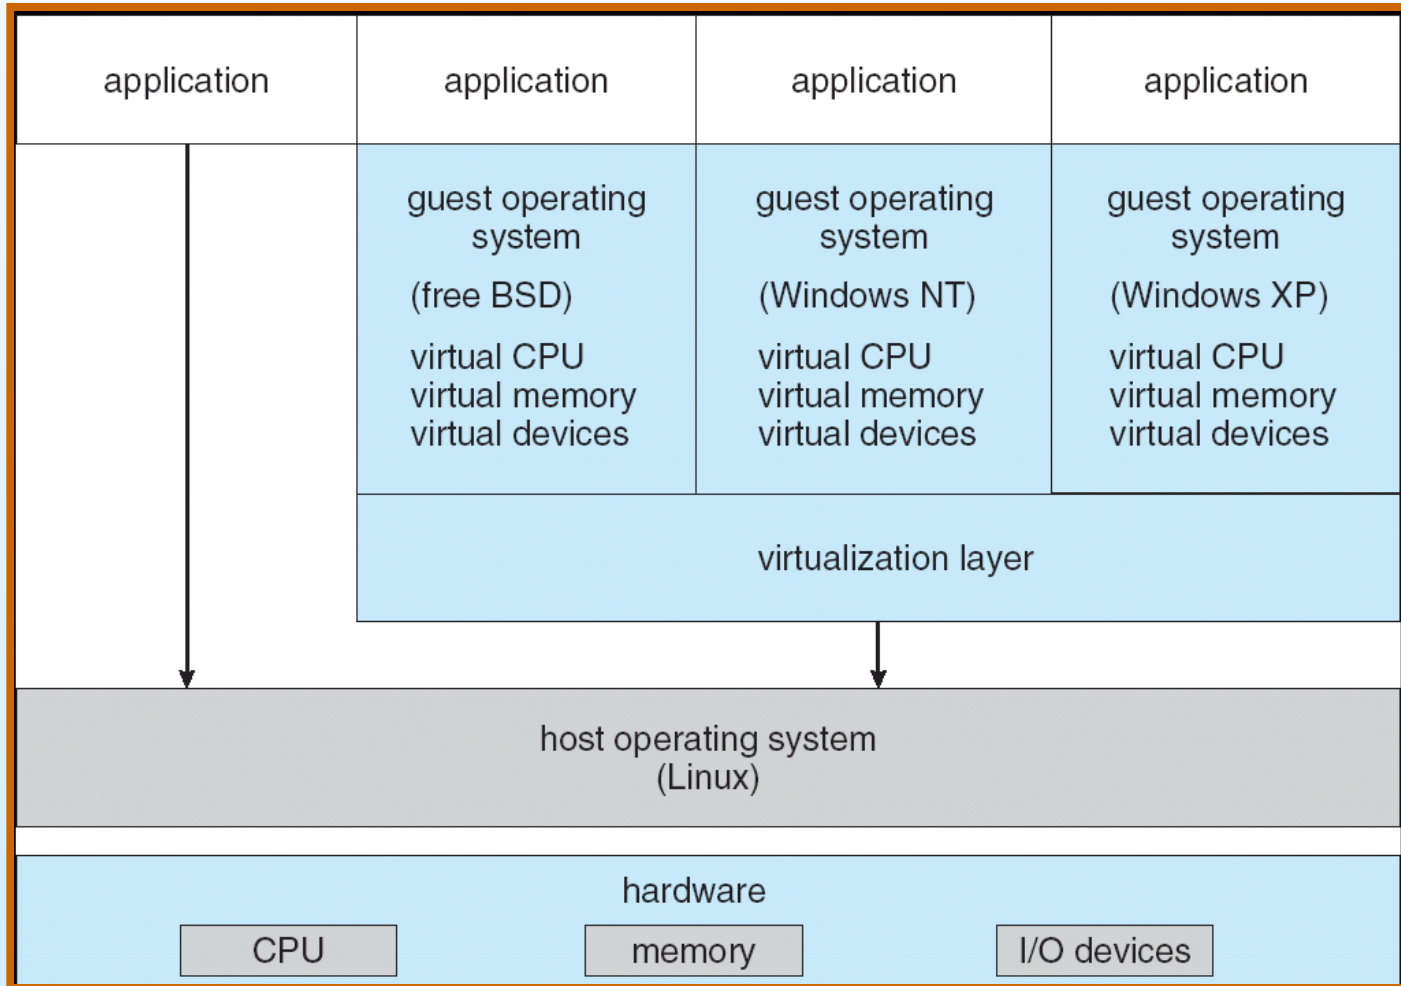 application
application
application
application
guest operating
system
(free BSD)
virtual CPU
virtual memory
virtual devices
guest operating
system
(Windows NT)
virtual CPU
virtual memory
virtual devices
guest operating
system
(Windows XP)
virtual CPU
virtual memory
virtual devices
virtualization layer
host operating system
(Linux)
hardware
CPU
memory
I/O devices